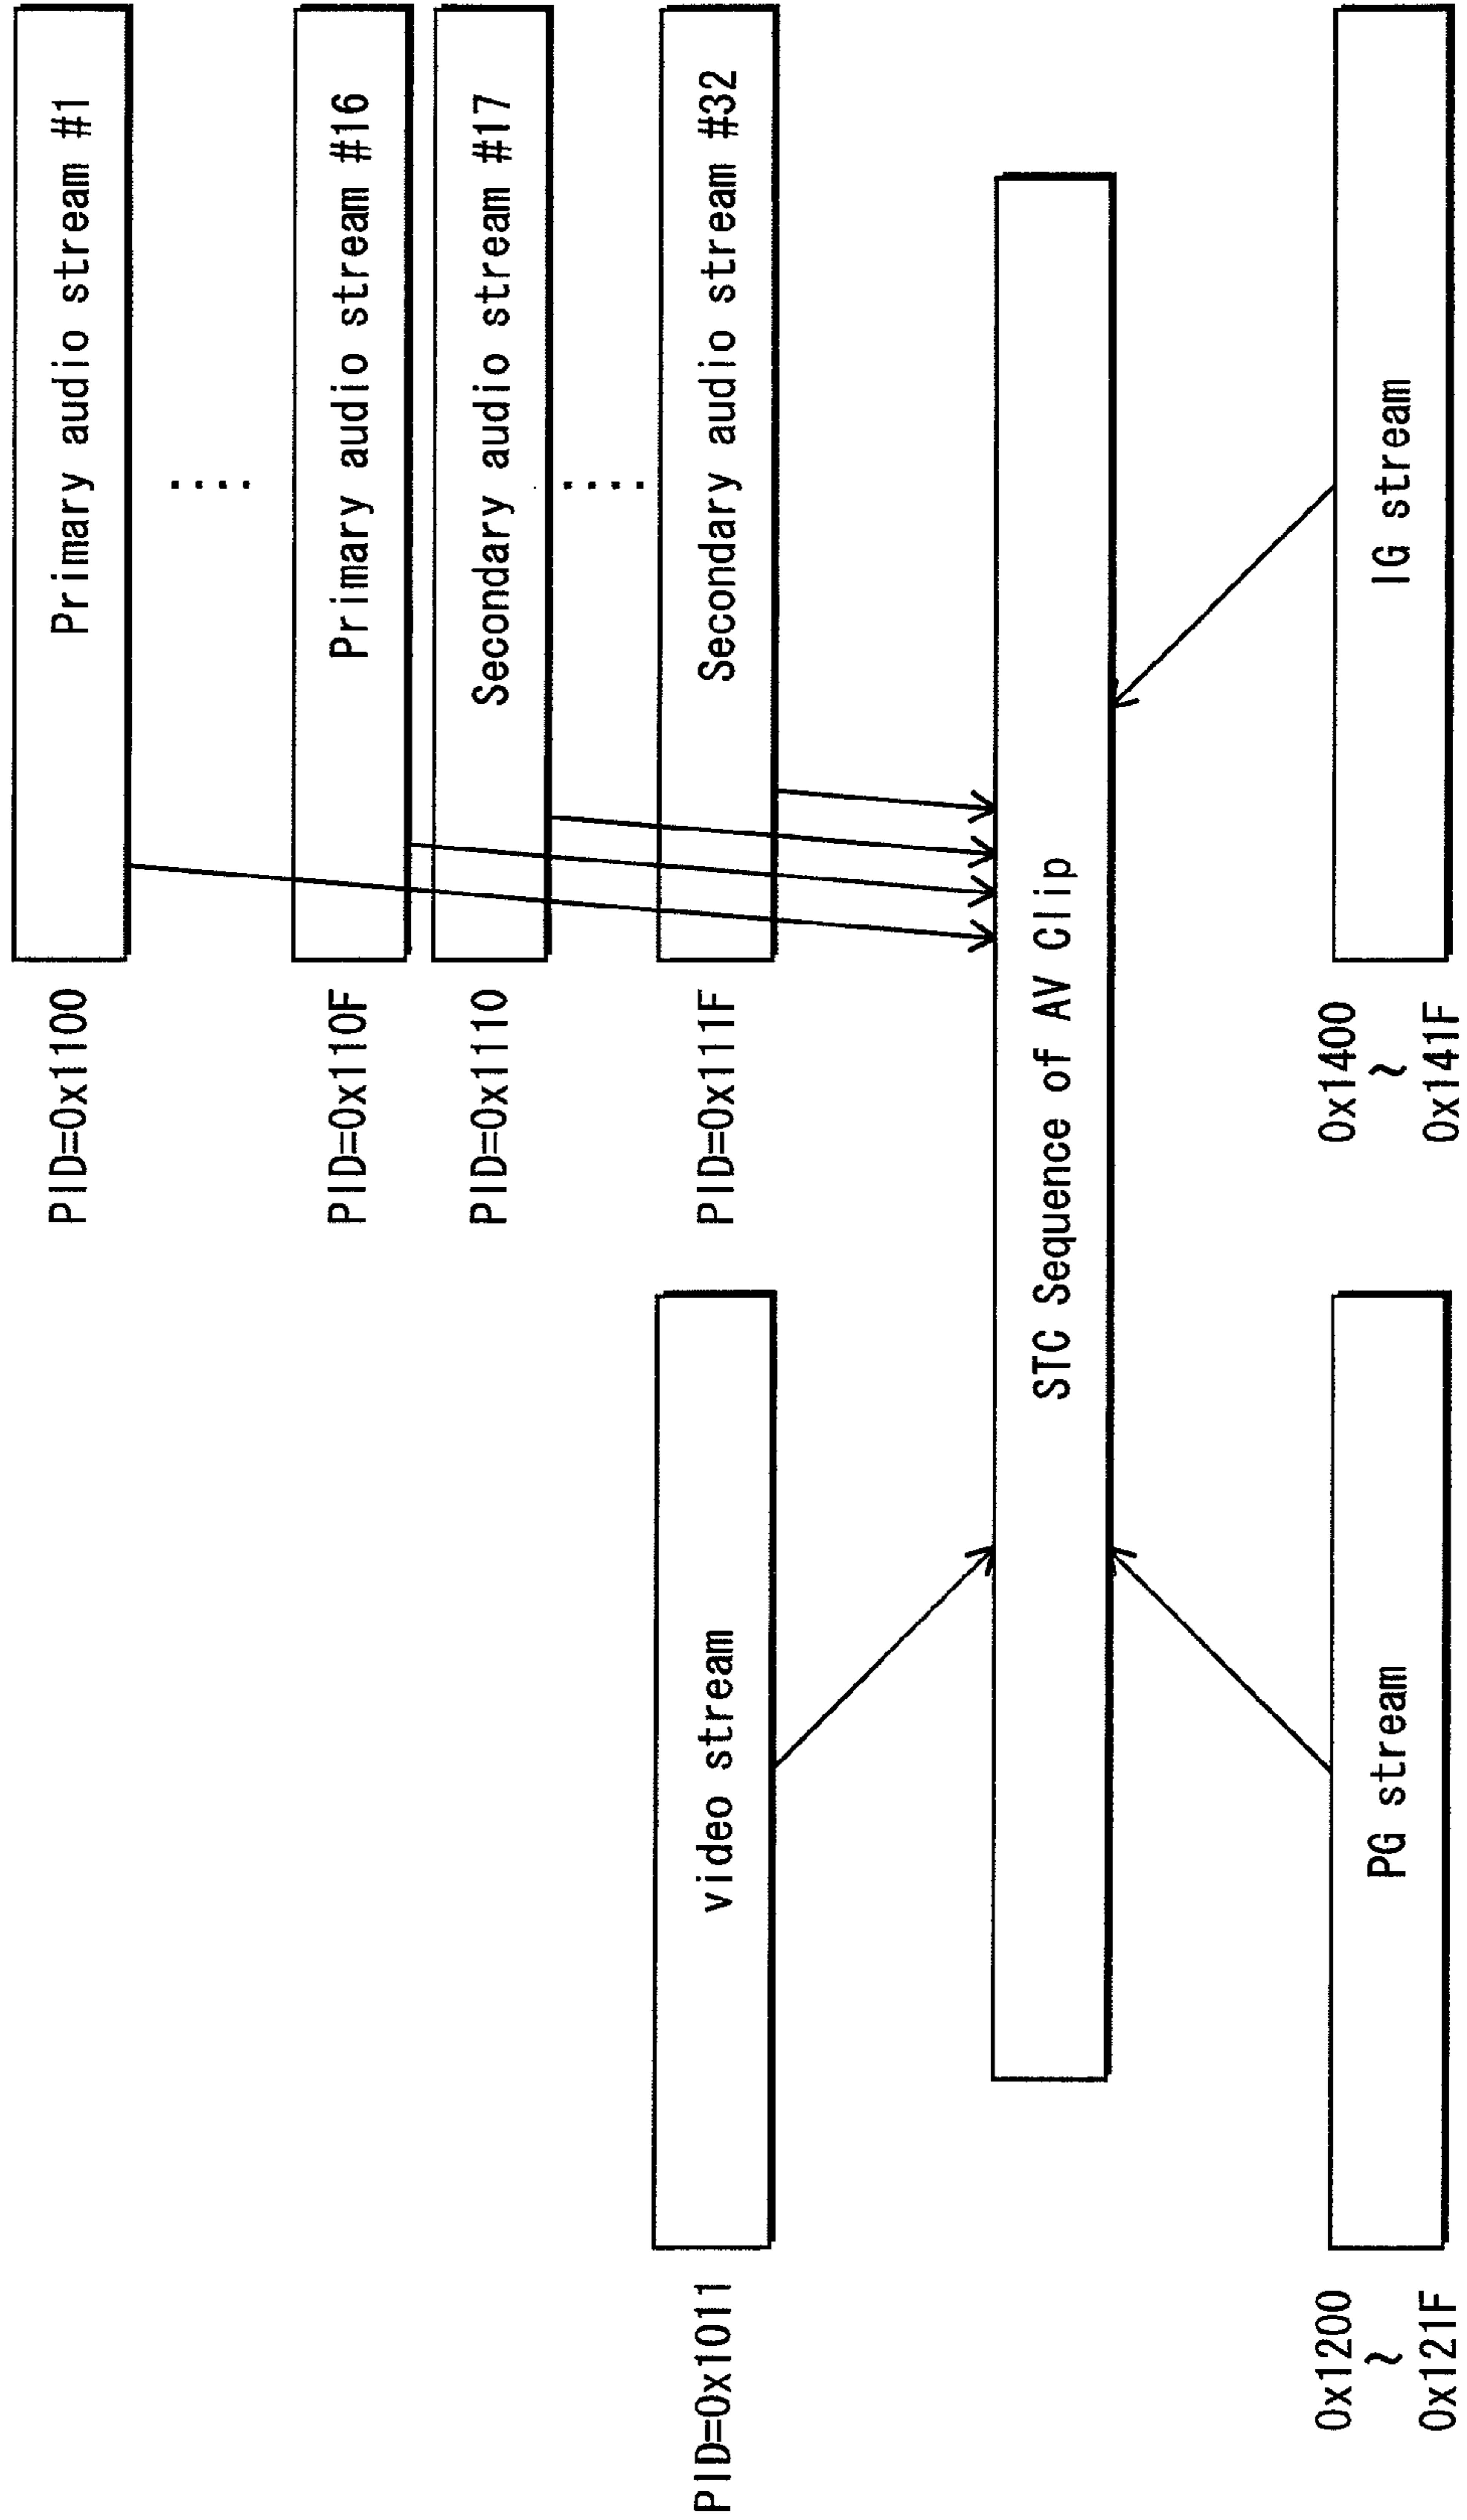 PID=0x1100
Primary audio stream #1
PID=0x110F
Primary audio stream #16
PID=0x1110
Secondary audio stream #17
PID=0x1011
video stream
PID=0x111F
Secondary audio stream #32
STC Sequence of AV Clip
0x1200
~
0x121F
PG stream
0x1400
~
0x141F
IG stream